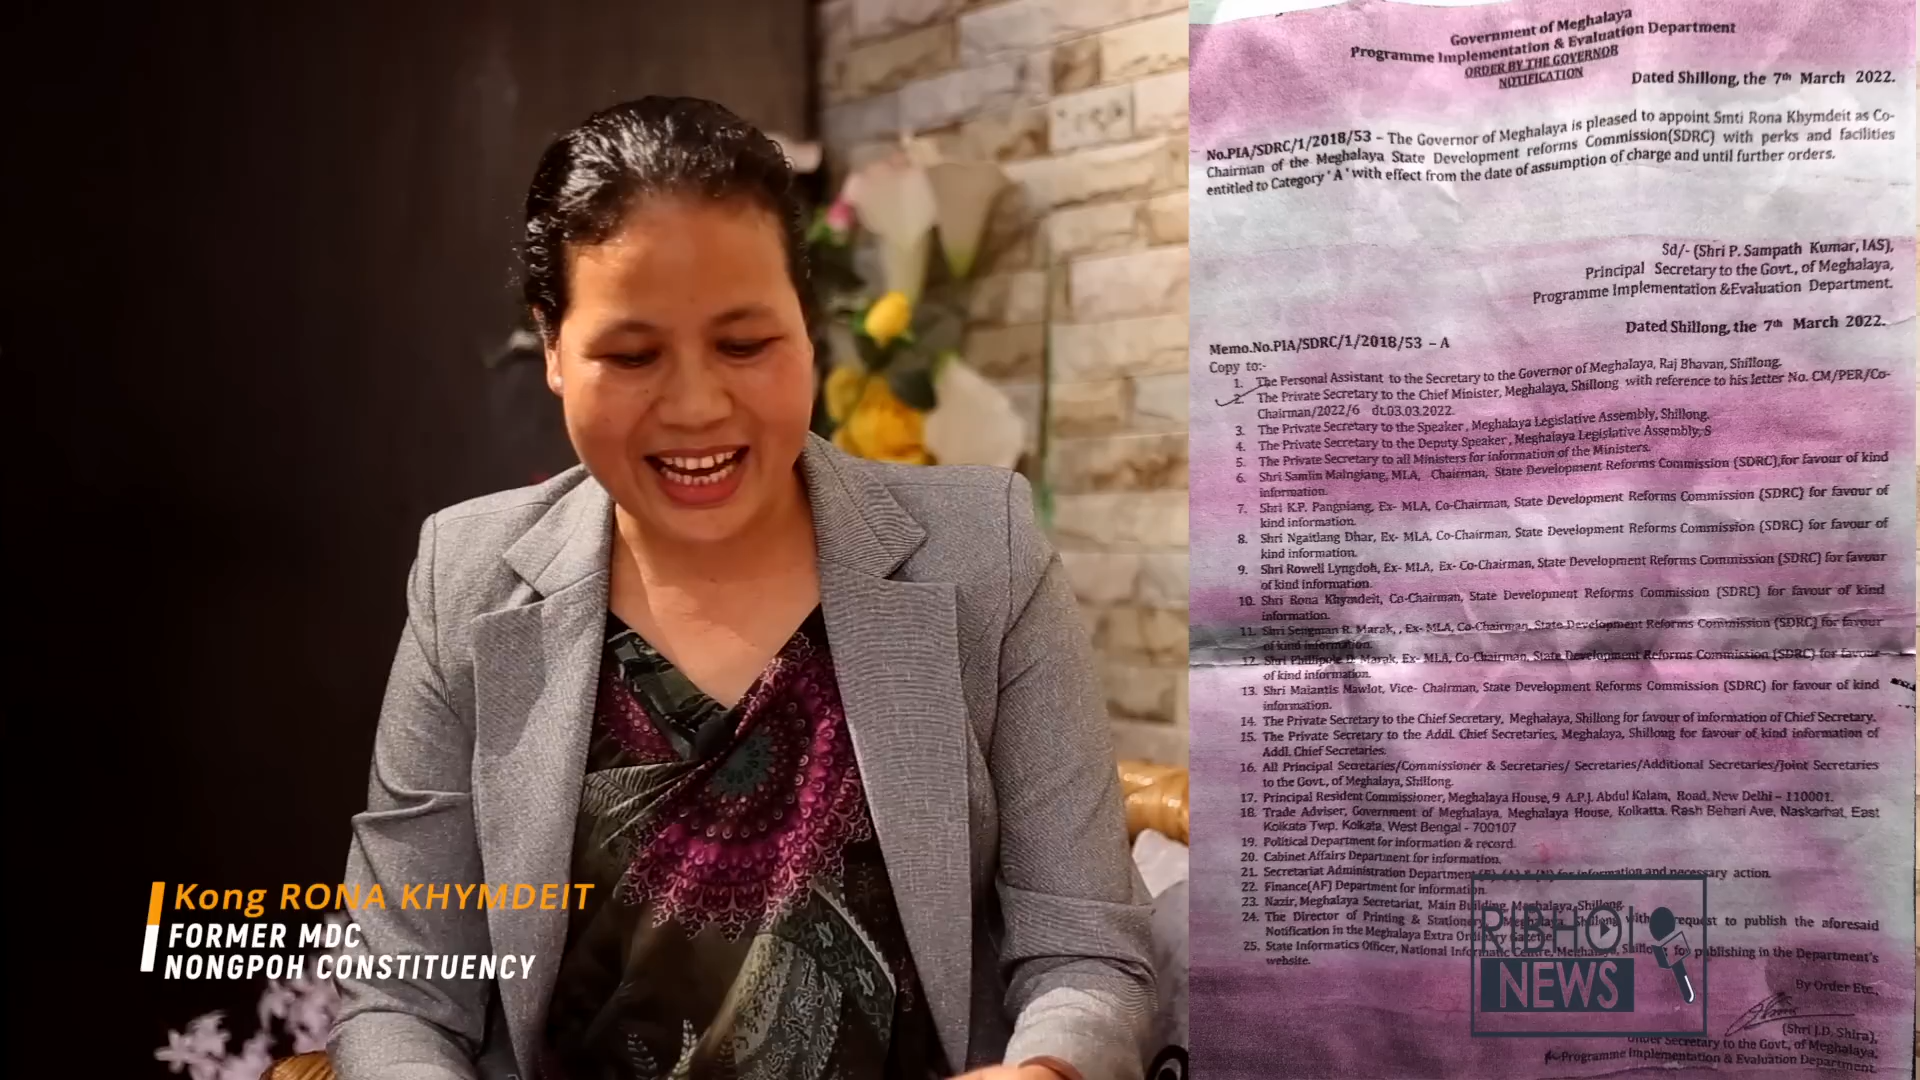 Kong RONA KHYMDEIT
FORMER MDC
NONGPOH CONSTITUENCY
Government of Meghalaya
Programme Implementation & Evaluation Department
ORDER BY THE GOVERNOR
NOTIFICATION
Dated Shillong, the 7th March 2022.
No.PIA/SDRC/1/2018/53 – The Governor of Meghalaya is pleased to appoint Smti Rona Khymdeit as Co-
Chairman of the Meghalaya State Development reforms Commission(SDRC) with perks and facilities
entitled to Category 'A' with effect from the date of assumption of charge and until further orders.
Sd/- (Shri P. Sampath Kumar, IAS),
Principal Secretary to the Govt., of Meghalaya,
Programme Implementation &Evaluation Department.
Dated Shillong, the 7th March 2022.
Memo.No.PIA/SDRC/1/2018/53 – A
Copy to:-
1. The Personal Assistant to the Secretary to the Governor of Meghalaya, Raj Bhavan, Shillong.
2. The Private Secretary to the Chief Minister, Meghalaya, Shillong with reference to his letter No. CM/PER/Co-
Chairman/2022/6 dt.03.03.2022.
3. The Private Secretary to the Speaker, Meghalaya Legislative Assembly, Shillong.
4. The Private Secretary to the Deputy Speaker, Meghalaya Legislative Assembly, S
5. The Private Secretary to all Ministers for information of the Ministers.
6. Shri Samlin Malngiang, MLA, Chairman, State Development Reforms Commission (SDRC),for favour of kind
information.
7. Shri K.P. Pangniang, Ex- MLA, Co-Chairman, State Development Reforms Commission (SDRC) for favour of
kind information.
8. Shri Ngaitlang Dhar, Ex- MLA, Co-Chairman, State Development Reforms Commission (SDRC) for favour of
kind information.
9. Shri Rowell Lyngdoh, Ex- MLA, Ex- Co-Chairman, State Development Reforms Commission (SDRC) for favour
of kind information.
10. Shri Rona Khymdeit, Co-Chairman, State Development Reforms Commission (SDRC) for favour of kind
information.
11. Shri Sengman R. Marak, , Ex- MLA, Co-Chairman, State Development Reforms Commission (SDRC) for favour
of kind information.
12. Shri Phillipole D. Marak, Ex- MLA, Co-Chairman, State Development Reforms Commission (SDRC) for favour
of kind information.
13. Shri Maiantis Mawlot, Vice- Chairman, State Development Reforms Commission (SDRC) for favour of kind
information.
14. The Private Secretary to the Chief Secretary, Meghalaya, Shillong for favour of information of Chief Secretary.
15. The Private Secretary to the Addl. Chief Secretaries, Meghalaya, Shillong for favour of kind information of
Addl. Chief Secretaries.
16. All Principal Secretaries/Commissioner & Secretaries/ Secretaries/Additional Secretaries/Joint Secretaries
to the Govt., of Meghalaya, Shillong.
17. Principal Resident Commissioner, Meghalaya House, 9 A.P.J. Abdul Kalam, Road, New Delhi – 110001.
18. Trade Adviser, Government of Meghalaya, Meghalaya House, Kolkatta, Rash Behari Ave, Naskarhat, East
Kolkata Twp, Kolkata, West Bengal - 700107
19. Political Department for information & record.
20. Cabinet Affairs Department for information.
21. Secretariat Administration Department for information and necessary action.
22. Finance(AF) Department for information.
23. Nazir, Meghalaya Secretariat, Main Building, Meghalaya, Shillong.
24. The Director of Printing & Stationery, Meghalaya, Shillong with request to publish the aforesaid
Notification in the Meghalaya Extra Ordinary Gazette.
25. State Informatics Officer, National Informatic Centre, Meghalaya, Shillong for publishing in the Department's
website.
By Order Etc.,
(Shri J.D. Shira),
Under Secretary to the Govt., of Meghalaya,
Programme Implementation & Evaluation Department.
RIBHOI
NEWS